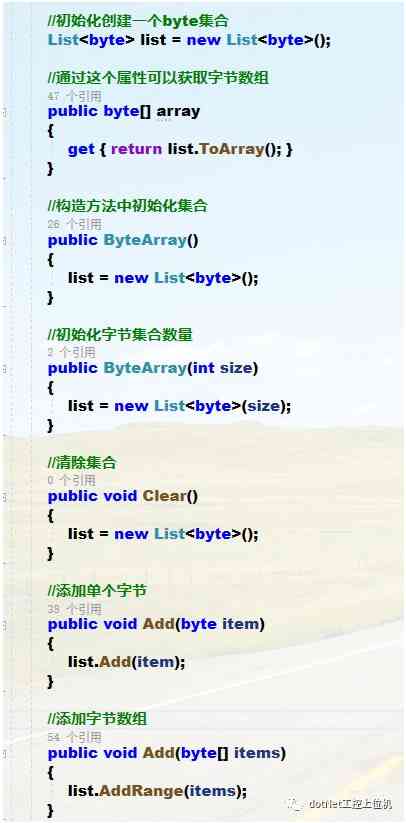 //初始化创建一个byte集合
List<byte> list = new List<byte>();
//通过这个属性可以获取字节数组
47 个引用
public byte[] array
{
get { return list.ToArray(); }
}
//构造方法中初始化集合
26 个引用
public ByteArray()
{
list = new List<byte>();
}
//初始化字节集合数量
2 个引用
public ByteArray(int size)
{
list = new List<byte>(size);
}
//清除集合
0 个引用
public void Clear()
{
list = new List<byte>();
}
//添加单个字节
38 个引用
public void Add(byte item)
{
list.Add(item);
}
//添加字节数组
54 个引用
public void Add(byte[] items)
{
list.AddRange(items);
}
dotNet工控上位机